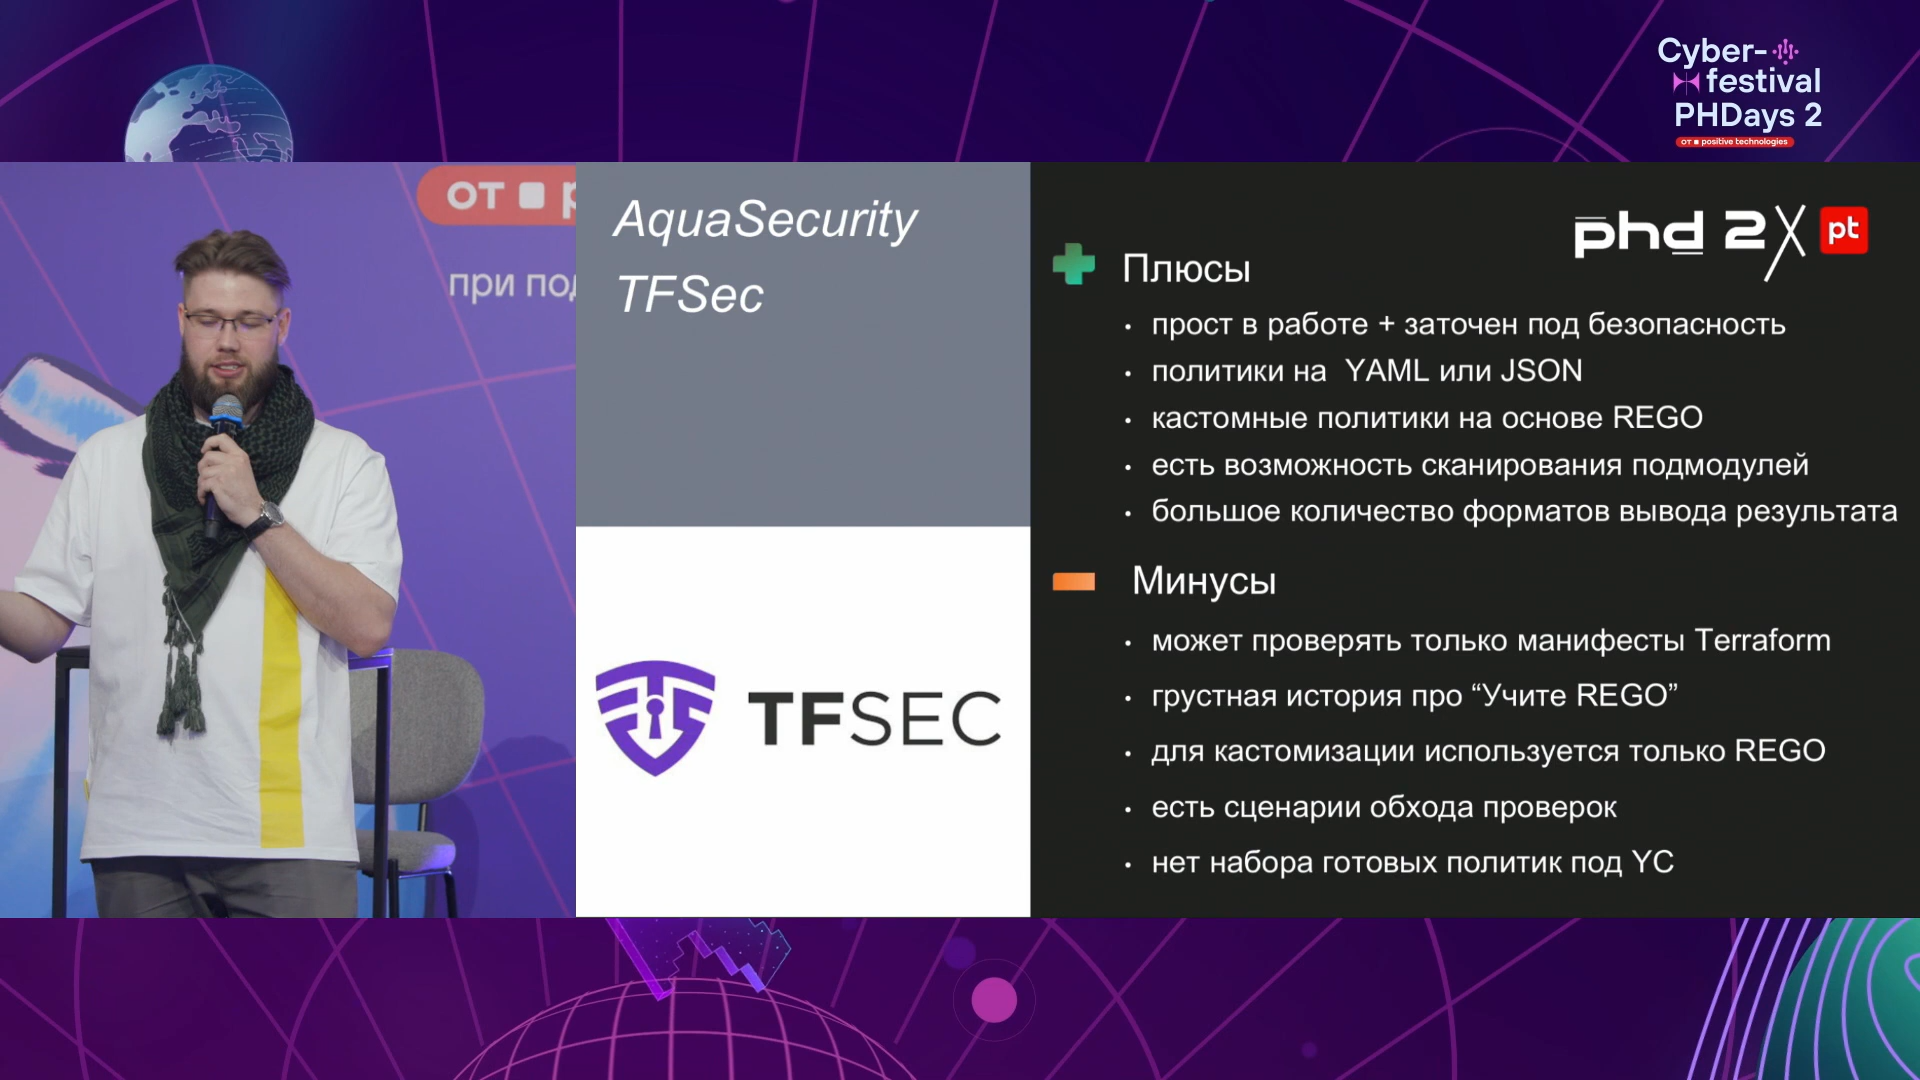 Cyber-
festival
PHDays 2
от positive technologies
от
при под
AquaSecurity
TFSec
TFSEC
phd 2
pt
Плюсы
• прост в работе + заточен под безопасность
• политики на YAML или JSON
• кастомные политики на основе REGO
• есть возможность сканирования подмодулей
• большое количество форматов вывода результата
Минусы
• может проверять только манифесты Terraform
• грустная история про “Учите REGO”
• для кастомизации используется только REGO
• есть сценарии обхода проверок
• нет набора готовых политик под YC